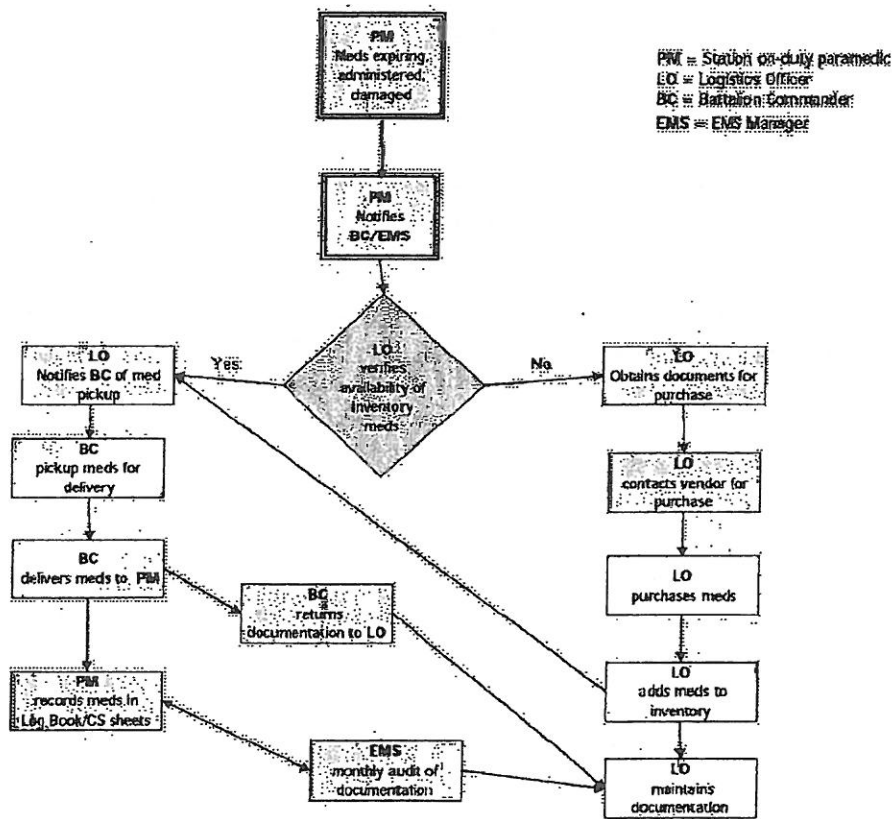 PM
Meds expiring,
administered,
damaged
PM = Station on-duty paramedic
LO = Logistics Officer
BC = Battalion Commander
EMS = EMS Manager
PM
Notifies
BC/EMS
LO
verifies
availability of
inventory
meds
Yes
No
LO
Notifies BC of med
pickup
LO
Obtains documents for
purchase
BC
pickup meds for
delivery
LO
contacts vendor for
purchase
BC
delivers meds to PM
BC
returns
documentation to LO
LO
purchases meds
PM
records meds in
Log Book/CS sheets
LO
adds meds to
inventory
EMS
monthly audit of
documentation
LO
maintains
documentation